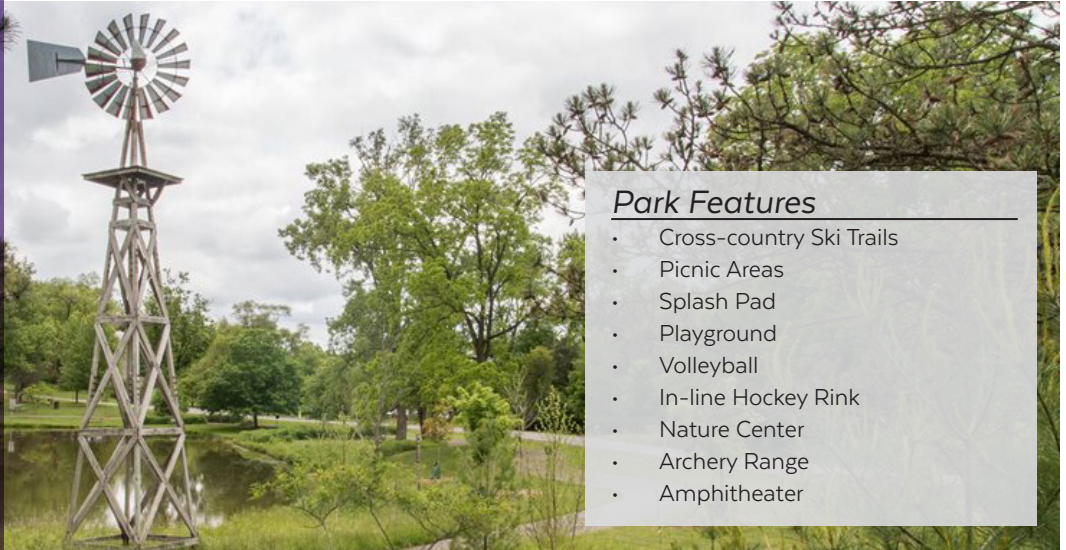 Park Features
• Cross-country Ski Trails
• Picnic Areas
• Splash Pad
• Playground
• Volleyball
• In-line Hockey Rink
• Nature Center
• Archery Range
• Amphitheater